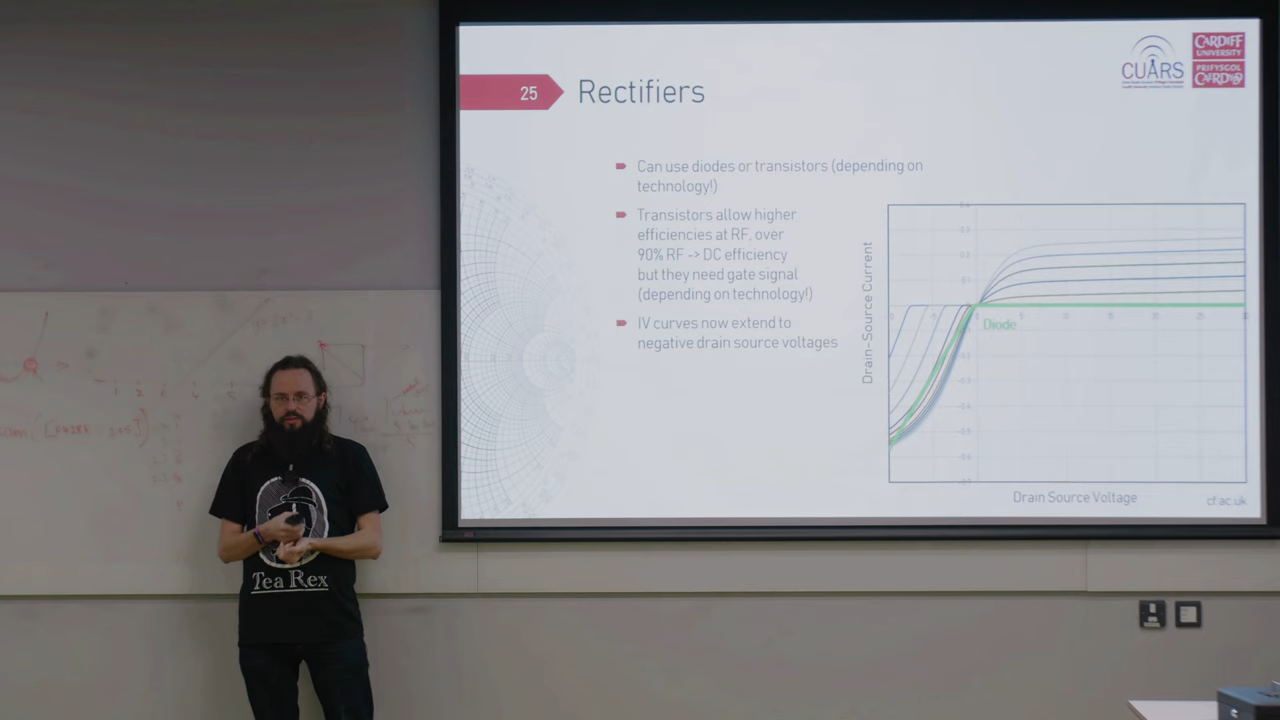 25
Rectifiers
CUARS
CARDIFF
UNIVERSITY
PRIFYSGOL
CAERDYDD
Can use diodes or transistors (depending on
technology!)
Transistors allow higher
efficiencies at RF, over
90% RF -> DC efficiency
but they need gate signal
(depending on technology!)
IV curves now extend to
negative drain source voltages
Drain-Source Current
Diode
Drain Source Voltage
cf.ac.uk
Tea Rex